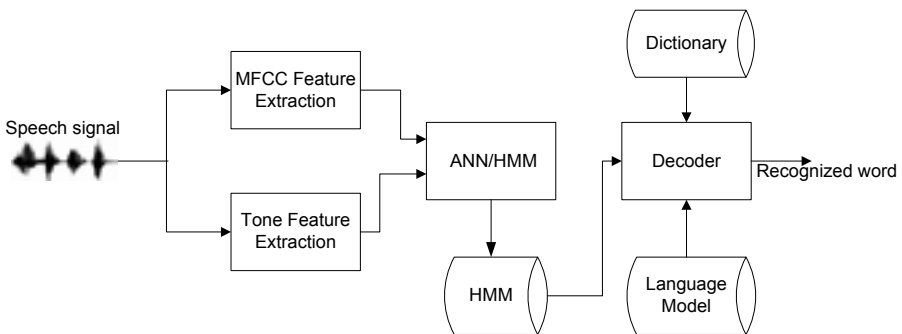 Speech signal
MFCC Feature
Extraction
Tone Feature
Extraction
ANN/HMM
HMM
Dictionary
Decoder
Recognized word
Language
Model